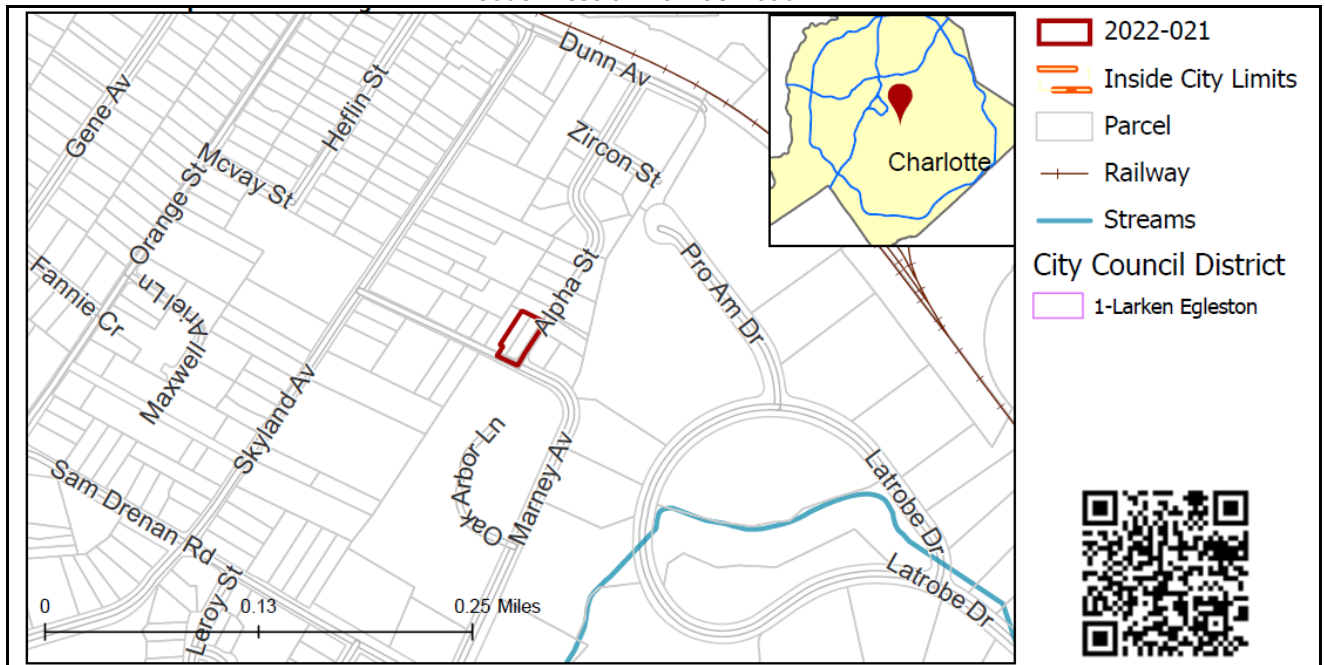 Dunn Av
Gene Av
Heflin St
Zircon St
Mcvay St
Orange St
Charlotte
Fannie Cr
Ariel Ln
Maxwell
Alpha St
Pro Am Dr
Skyland Av
Arbor Ln
Oak
Marney Av
Sam Drenan Rd
Leroy St
Latrobe Dr
Latrobe Dr
0
0.13
0.25 Miles
2022-021
Inside City Limits
Parcel
Railway
Streams
City Council District
1-Larken Egleston